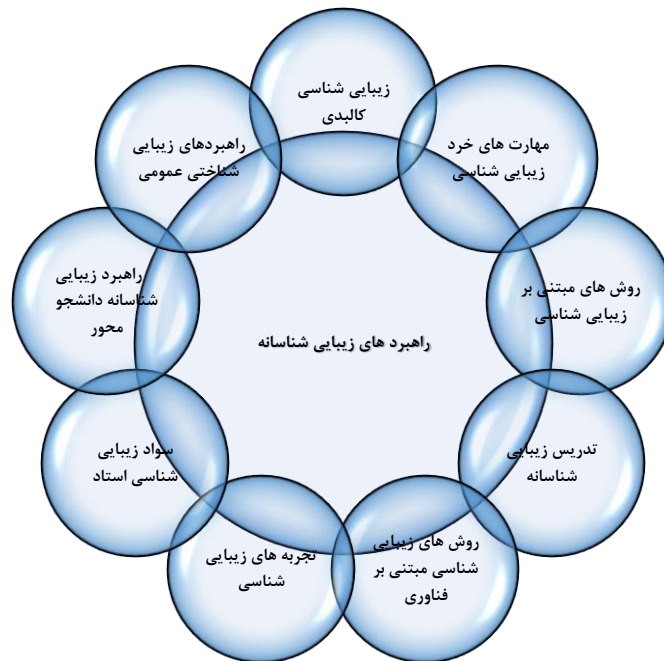 زیبایی شناسی
کالبدی
مهارت های خرد
زیبایی شناسی
روش های مبتنی بر
زیبایی شناسی
تدریس زیبایی
شناسانه
روش های زیبایی
شناسی مبتنی بر
فناوری
تجربه های زیبایی
شناسی
سواد زیبایی
شناسی استاد
راهبرد زیبایی
شناسانه دانشجو
محور
راهبردهای زیبایی
شناختی عمومی
راهبرد های زیبایی شناسانه